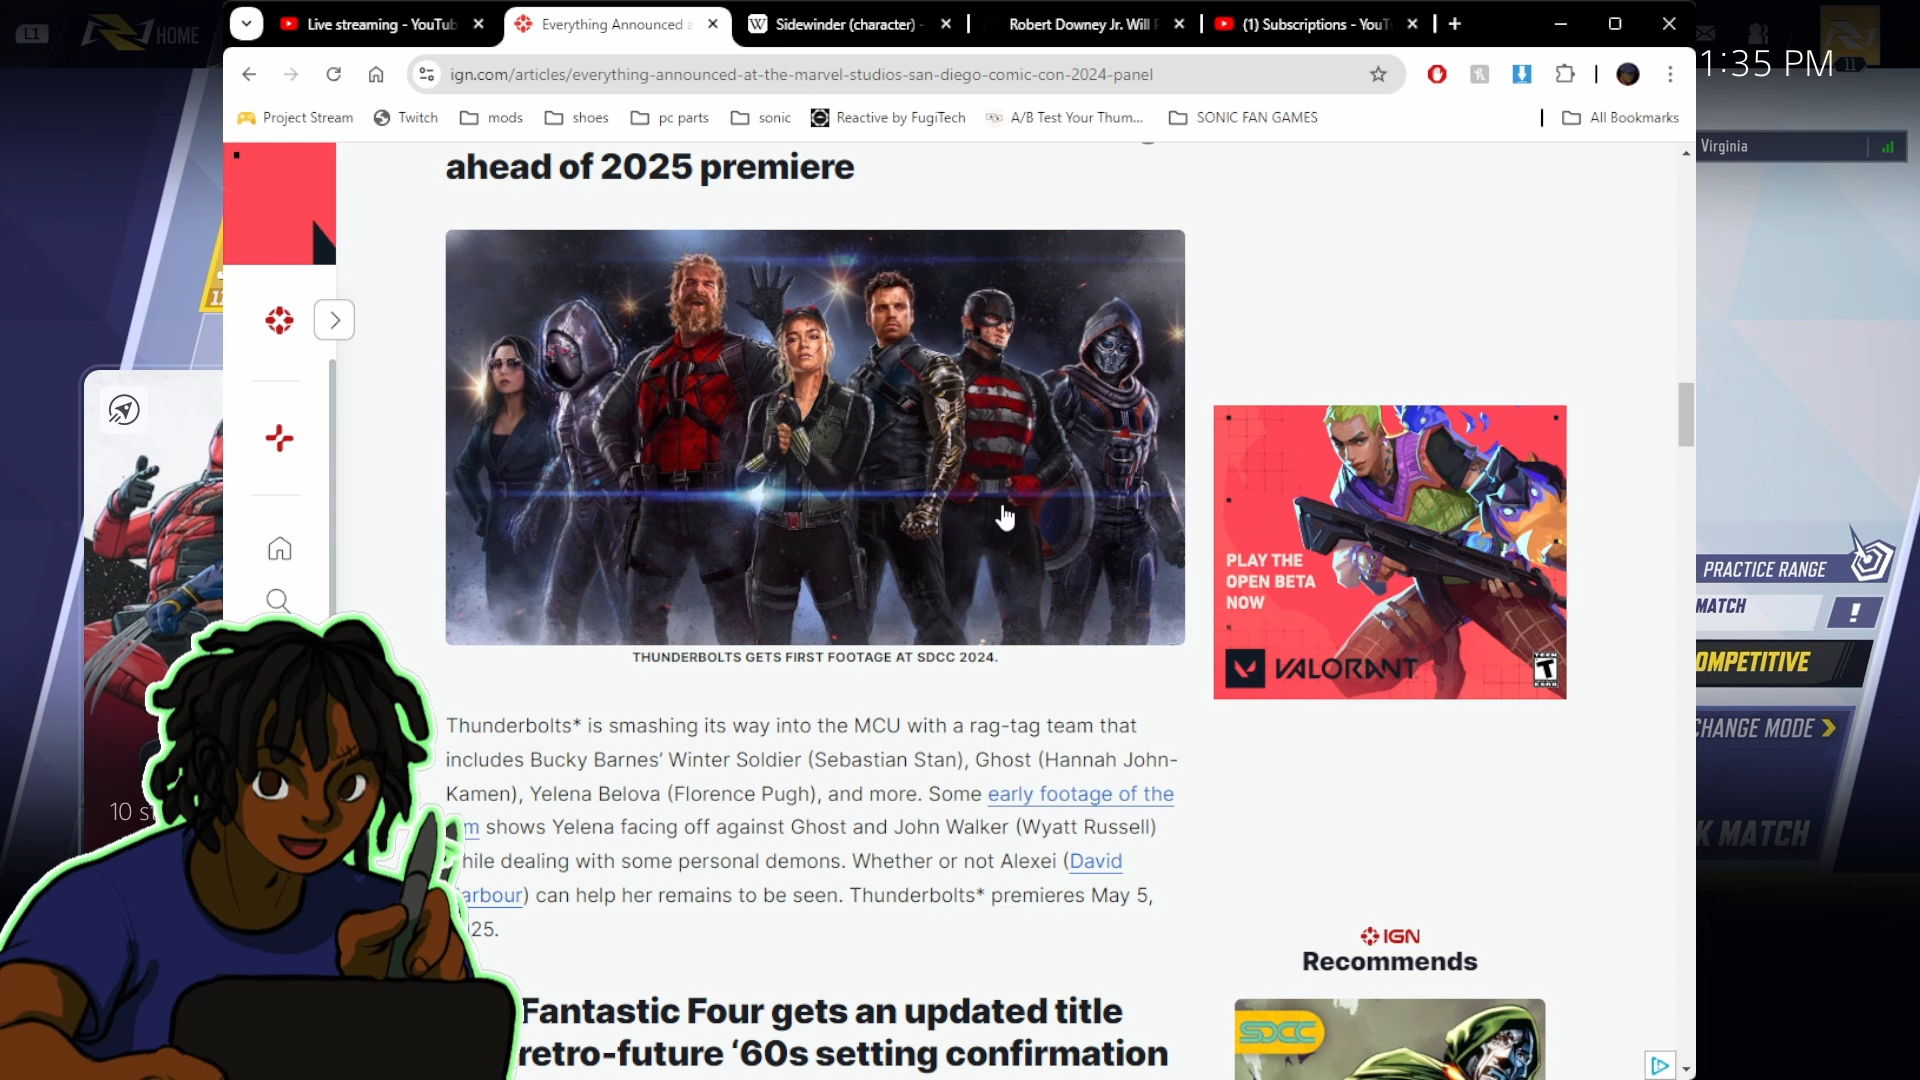 L1
HOME
Live streaming - YouTub
Everything Announced a
Sidewinder (character) -
Robert Downey Jr. Will
(1) Subscriptions - YouT
ign.com/articles/everything-announced-at-the-marvel-studios-san-diego-comic-con-2024-panel
1:35 PM
11
Project Stream
Twitch
mods
shoes
pc parts
sonic
Reactive by FugiTech
A/B Test Your Thum...
SONIC FAN GAMES
All Bookmarks
Virginia
ahead of 2025 premiere
THUNDERBOLTS GETS FIRST FOOTAGE AT SDCC 2024.
Thunderbolts* is smashing its way into the MCU with a rag-tag team that
includes Bucky Barnes' Winter Soldier (Sebastian Stan), Ghost (Hannah John-
Kamen), Yelena Belova (Florence Pugh), and more. Some early footage of the
m shows Yelena facing off against Ghost and John Walker (Wyatt Russell)
hile dealing with some personal demons. Whether or not Alexei (David
arbour) can help her remains to be seen. Thunderbolts* premieres May 5,
25.
Fantastic Four gets an updated title
retro-future '60s setting confirmation
PLAY THE
OPEN BETA
NOW
VALORANT
TEEN
T
ESRB
IGN
Recommends
SDCC
PRACTICE RANGE
MATCH
!
OMPETITIVE
CHANGE MODE
K MATCH
10 st